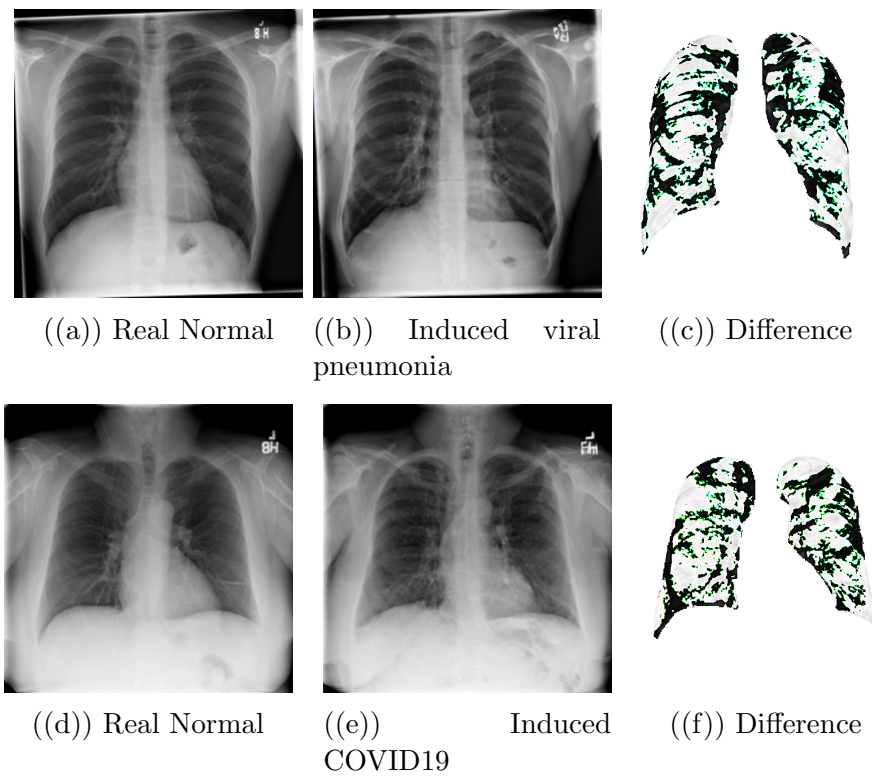 ((a)) Real Normal
((b)) Induced viral
pneumonia
((c)) Difference
((d)) Real Normal
((e)) Induced
COVID19
((f)) Difference